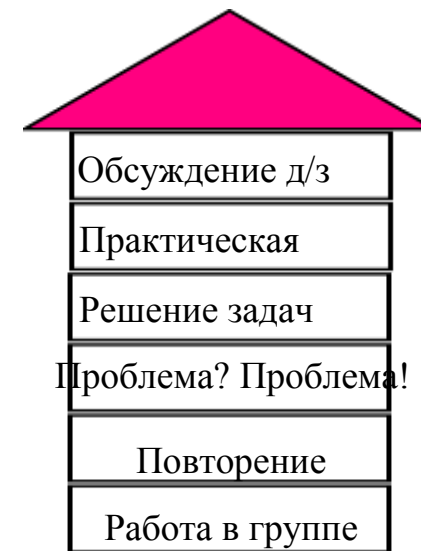 Обсуждение д/з
Практическая
Решение задач
Проблема? Проблема!
Повторение
Работа в группе